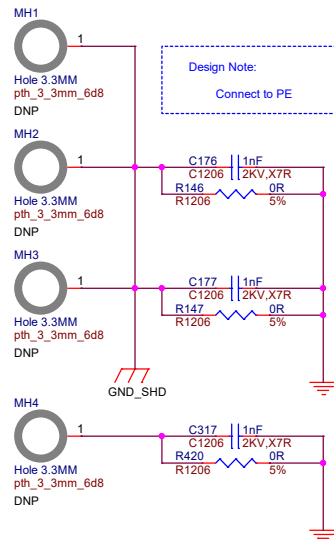 MH1
1
Hole 3.3MM
pth_3_3mm_6d8
DNP
Design Note:
Connect to PE
MH2
1
Hole 3.3MM
pth_3_3mm_6d8
DNP
C176 1nF
C1206 2KV,X7R
R146 0R
R1206 5%
MH3
1
Hole 3.3MM
pth_3_3mm_6d8
DNP
C177 1nF
C1206 2KV,X7R
R147 0R
R1206 5%
GND_SHD
MH4
1
Hole 3.3MM
pth_3_3mm_6d8
DNP
C317 1nF
C1206 2KV,X7R
R420 0R
R1206 5%